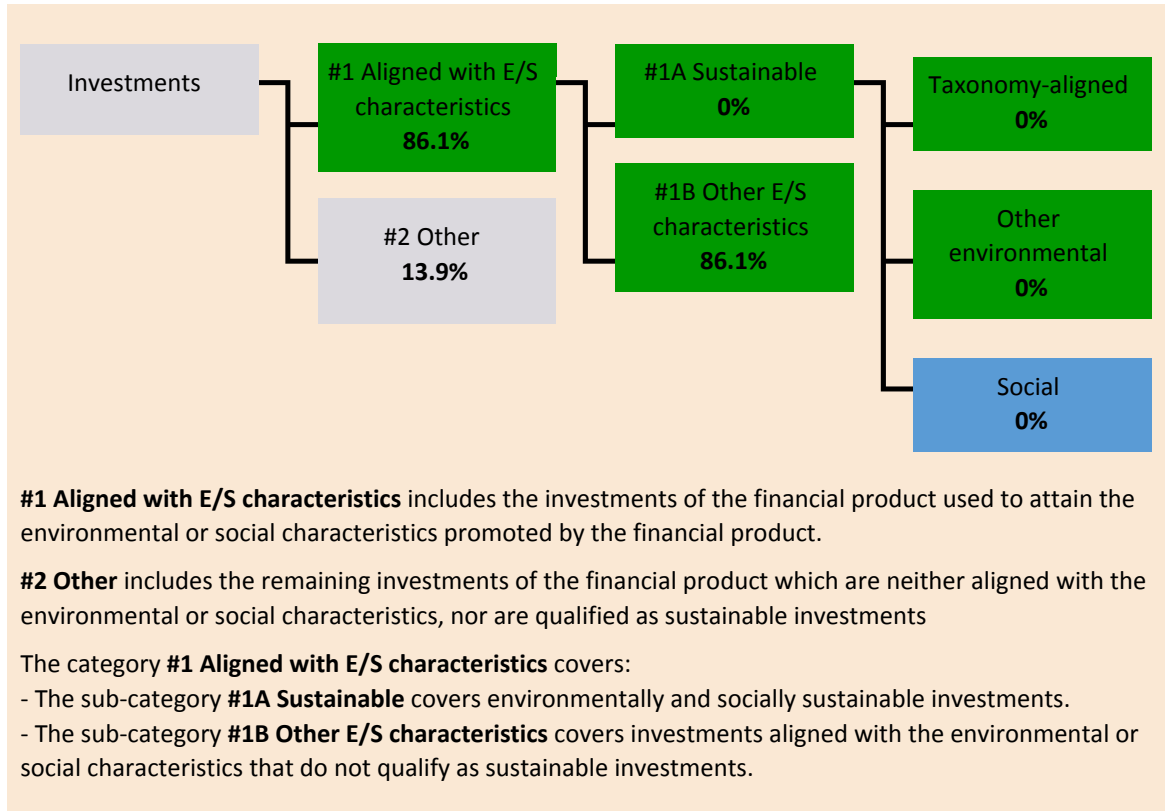 Investments
#1 Aligned with E/S
characteristics
86.1%
#2 Other
13.9%
#1A Sustainable
0%
#1B Other E/S
characteristics
86.1%
Taxonomy-aligned
0%
Other
environmental
0%
Social
0%
#1 Aligned with E/S characteristics includes the investments of the financial product used to attain the
environmental or social characteristics promoted by the financial product.
#2 Other includes the remaining investments of the financial product which are neither aligned with the
environmental or social characteristics, nor are qualified as sustainable investments
The category #1 Aligned with E/S characteristics covers:
- The sub-category #1A Sustainable covers environmentally and socially sustainable investments.
- The sub-category #1B Other E/S characteristics covers investments aligned with the environmental or
social characteristics that do not qualify as sustainable investments.